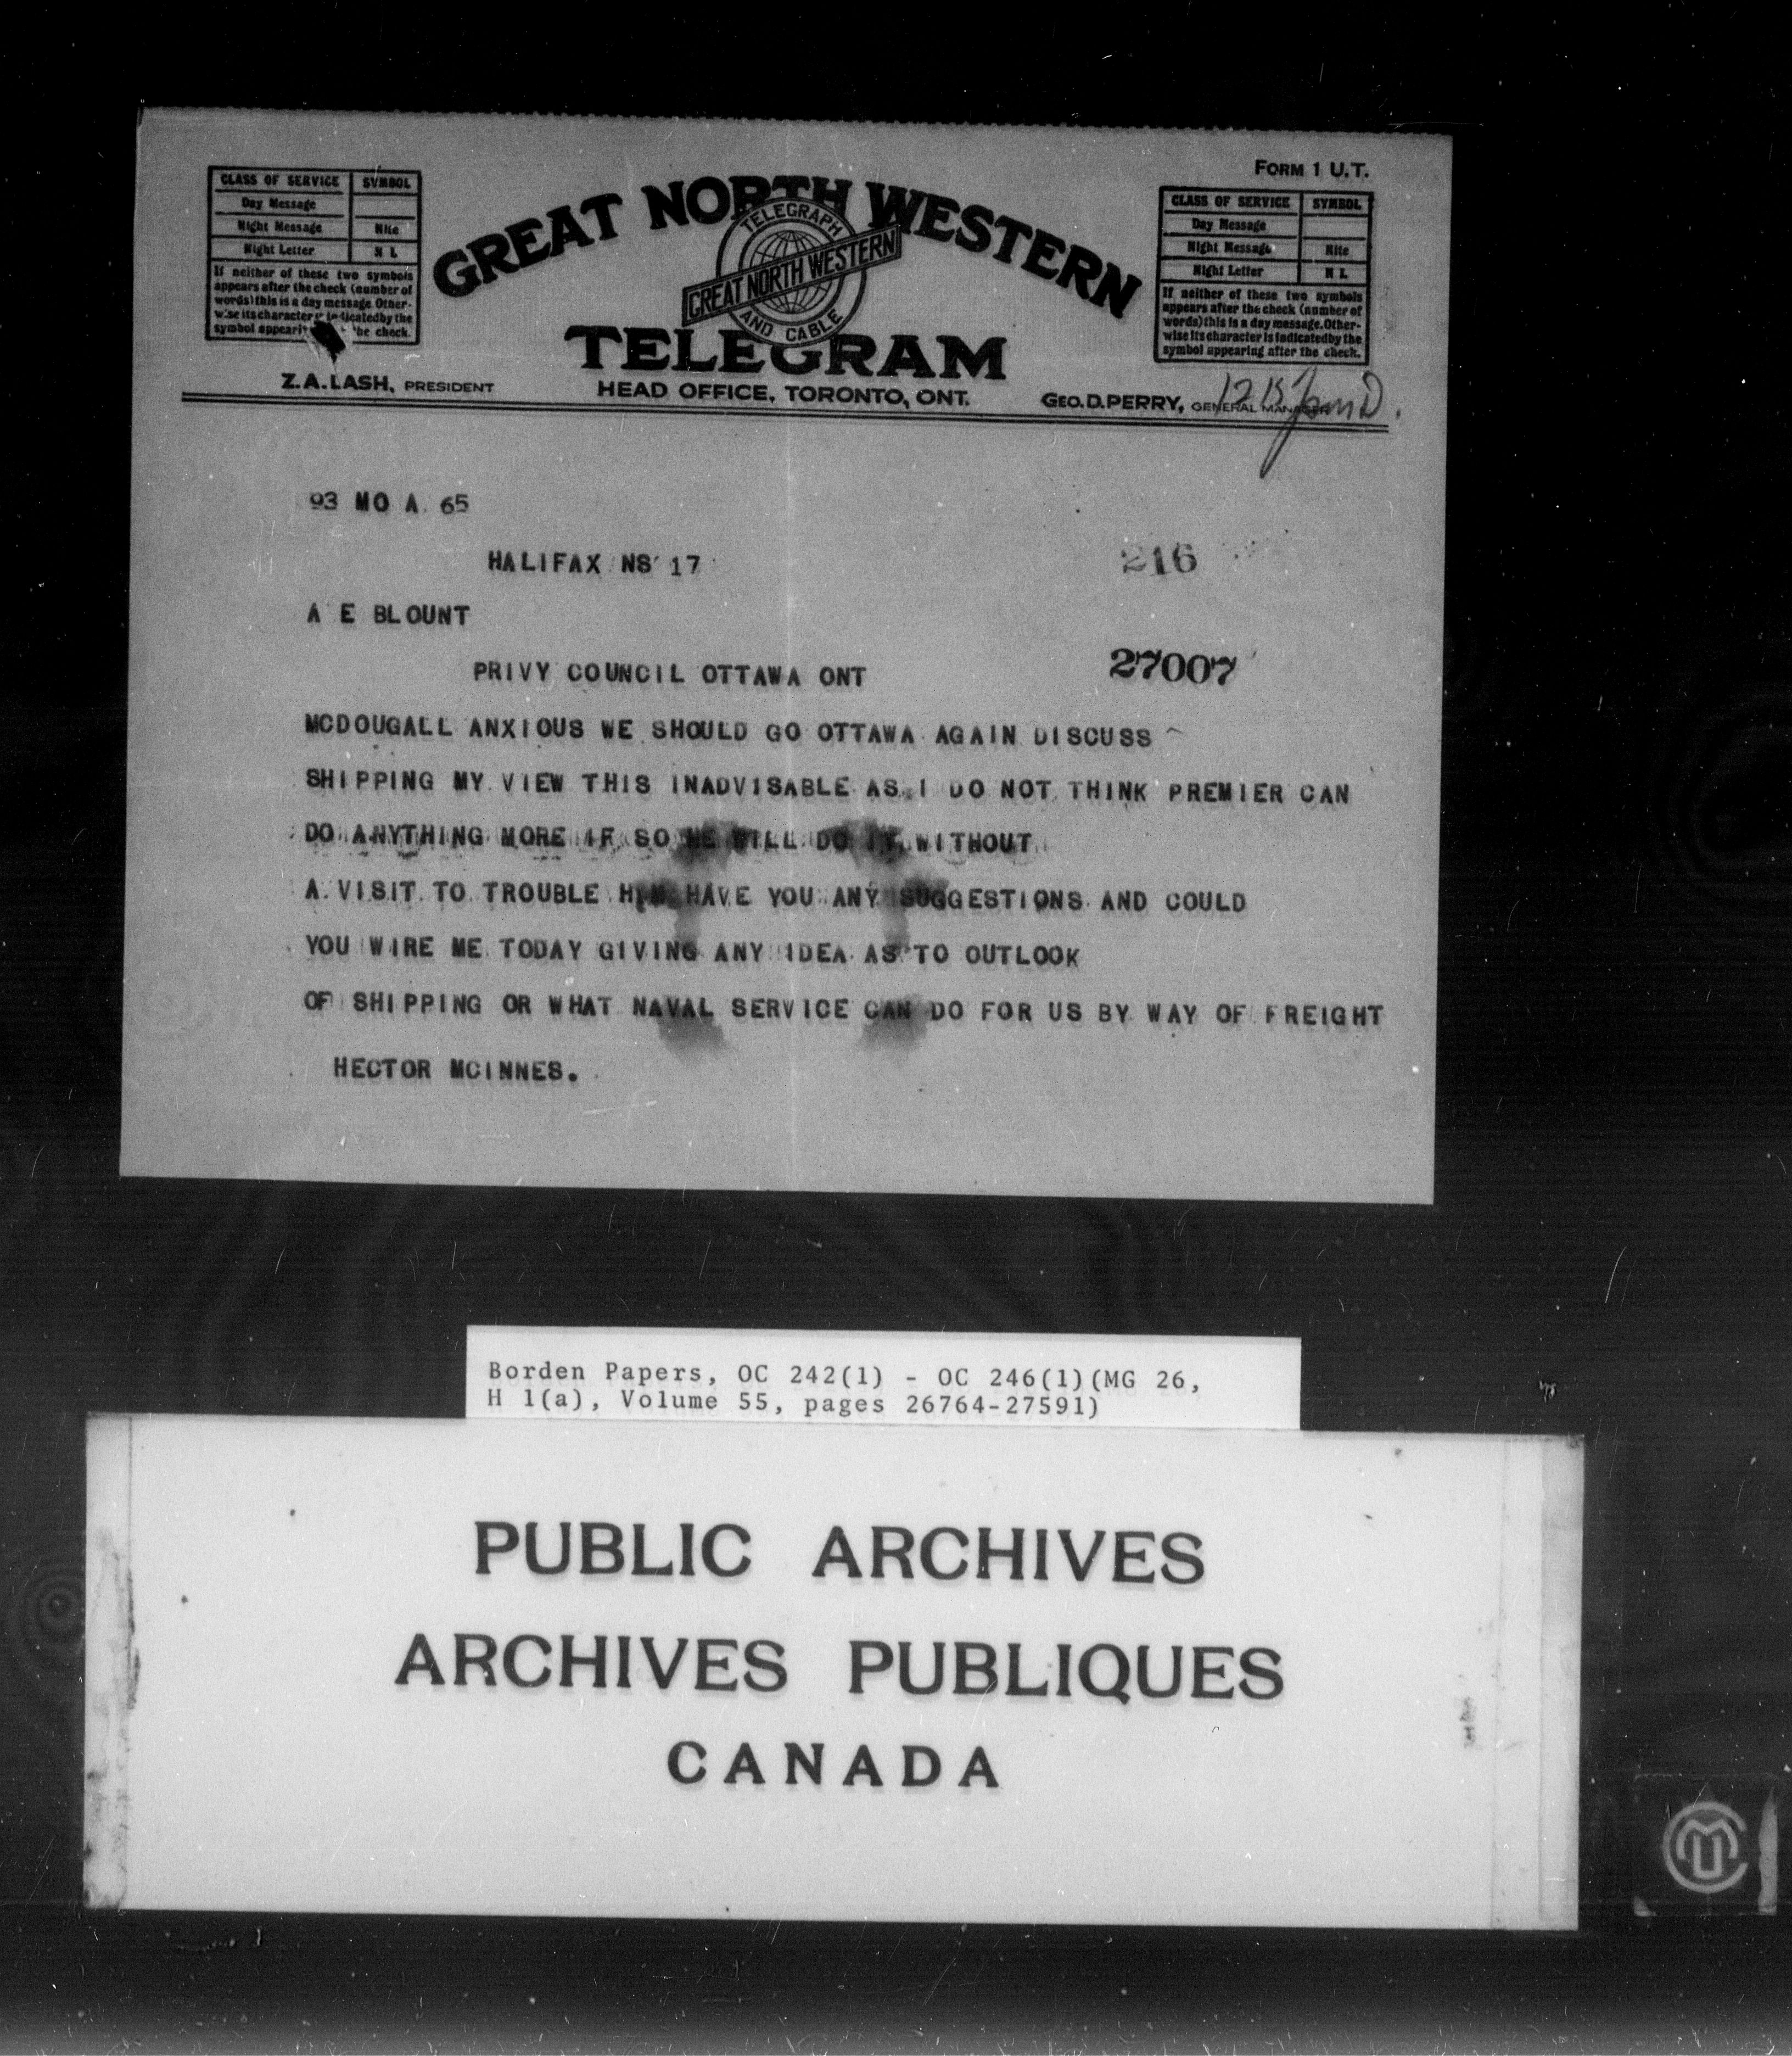 FORM 1 U.T.
CLASS OF SERVICE SYMBOL
Day Message
Night Message Nite
Night Letter N L
If neither of these two symbols
appears after the check (number of
words) this is a day message. Other-
wise its character is indicated by the
symbol appearing the check.
GREAT NORTH WESTERN
TELEGRAPH
GREAT NORTH WESTERN
AND CABLE
TELEGRAM
CLASS OF SERVICE SYMBOL
Day Message
Night Message Nite
Night Letter N L
If neither of these two symbols
appears after the check (number of
words) this is a day message. Other-
wise its character is indicated by the
symbol appearing after the check.
Z.A. LASH, PRESIDENT
HEAD OFFICE, TORONTO, ONT.
GEO. D. PERRY, GENERAL MANAGER
93 MO A 65
HALIFAX NS 17
216
A E BLOUNT
PRIVY COUNCIL OTTAWA ONT
27007
MCDOUGALL ANXIOUS WE SHOULD GO OTTAWA AGAIN DISCUSS
SHIPPING MY VIEW THIS INADVISABLE AS I DO NOT THINK PREMIER CAN
DO ANYTHING MORE IF SO HE WILL DO IT WITHOUT
A VISIT TO TROUBLE HIM HAVE YOU ANY SUGGESTIONS AND COULD
YOU WIRE ME TODAY GIVING ANY IDEA AS TO OUTLOOK
OF SHIPPING OR WHAT NAVAL SERVICE CAN DO FOR US BY WAY OF FREIGHT
HECTOR MCINNES.
Borden Papers, OC 242(1) - OC 246(1)(MG 26,
H 1(a), Volume 55, pages 26764-27591)
PUBLIC ARCHIVES
ARCHIVES PUBLIQUES
CANADA